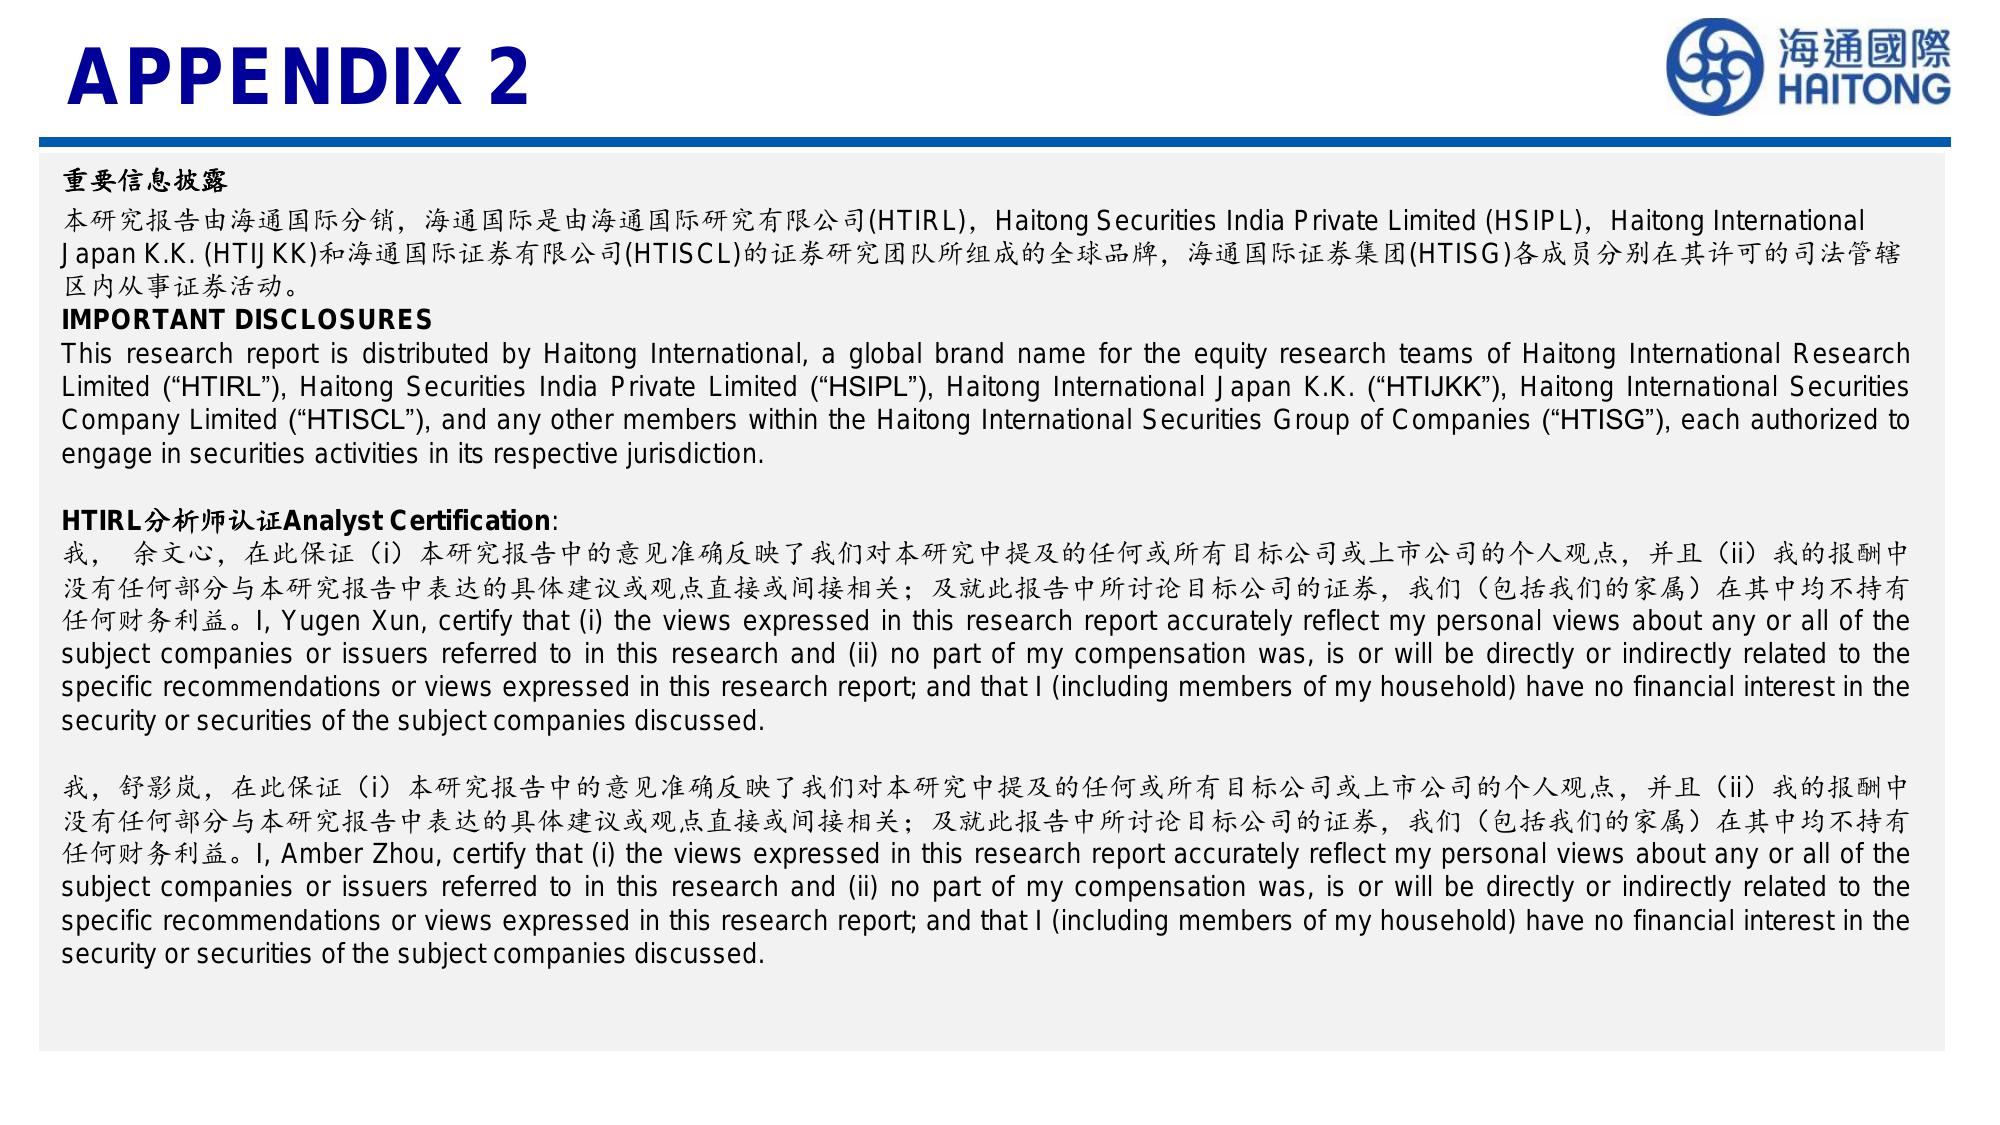 APPENDIX 2
海通國際
HAITONG
重要信息披露
本研究报告由海通国际分销，海通国际是由海通国际研究有限公司(HTIRL)，Haitong Securities India Private Limited (HSIPL)，Haitong International
Japan K.K. (HTIJKK)和海通国际证券有限公司(HTISCL)的证券研究团队所组成的全球品牌，海通国际证券集团(HTISG)各成员分别在其许可的司法管辖
区内从事证券活动。
IMPORTANT DISCLOSURES
This research report is distributed by Haitong International, a global brand name for the equity research teams of Haitong International Research
Limited (“HTIRL”), Haitong Securities India Private Limited (“HSIPL”), Haitong International Japan K.K. (“HTIJKK”), Haitong International Securities
Company Limited (“HTISCL”), and any other members within the Haitong International Securities Group of Companies (“HTISG”), each authorized to
engage in securities activities in its respective jurisdiction.
HTIRL分析师认证Analyst Certification:
我， 余文心，在此保证（i）本研究报告中的意见准确反映了我们对本研究中提及的任何或所有目标公司或上市公司的个人观点，并且（ii）我的报酬中
没有任何部分与本研究报告中表达的具体建议或观点直接或间接相关；及就此报告中所讨论目标公司的证券，我们（包括我们的家属）在其中均不持有
任何财务利益。I, Yugen Xun, certify that (i) the views expressed in this research report accurately reflect my personal views about any or all of the
subject companies or issuers referred to in this research and (ii) no part of my compensation was, is or will be directly or indirectly related to the
specific recommendations or views expressed in this research report; and that I (including members of my household) have no financial interest in the
security or securities of the subject companies discussed.
我，舒影岚，在此保证（i）本研究报告中的意见准确反映了我们对本研究中提及的任何或所有目标公司或上市公司的个人观点，并且（ii）我的报酬中
没有任何部分与本研究报告中表达的具体建议或观点直接或间接相关；及就此报告中所讨论目标公司的证券，我们（包括我们的家属）在其中均不持有
任何财务利益。I, Amber Zhou, certify that (i) the views expressed in this research report accurately reflect my personal views about any or all of the
subject companies or issuers referred to in this research and (ii) no part of my compensation was, is or will be directly or indirectly related to the
specific recommendations or views expressed in this research report; and that I (including members of my household) have no financial interest in the
security or securities of the subject companies discussed.